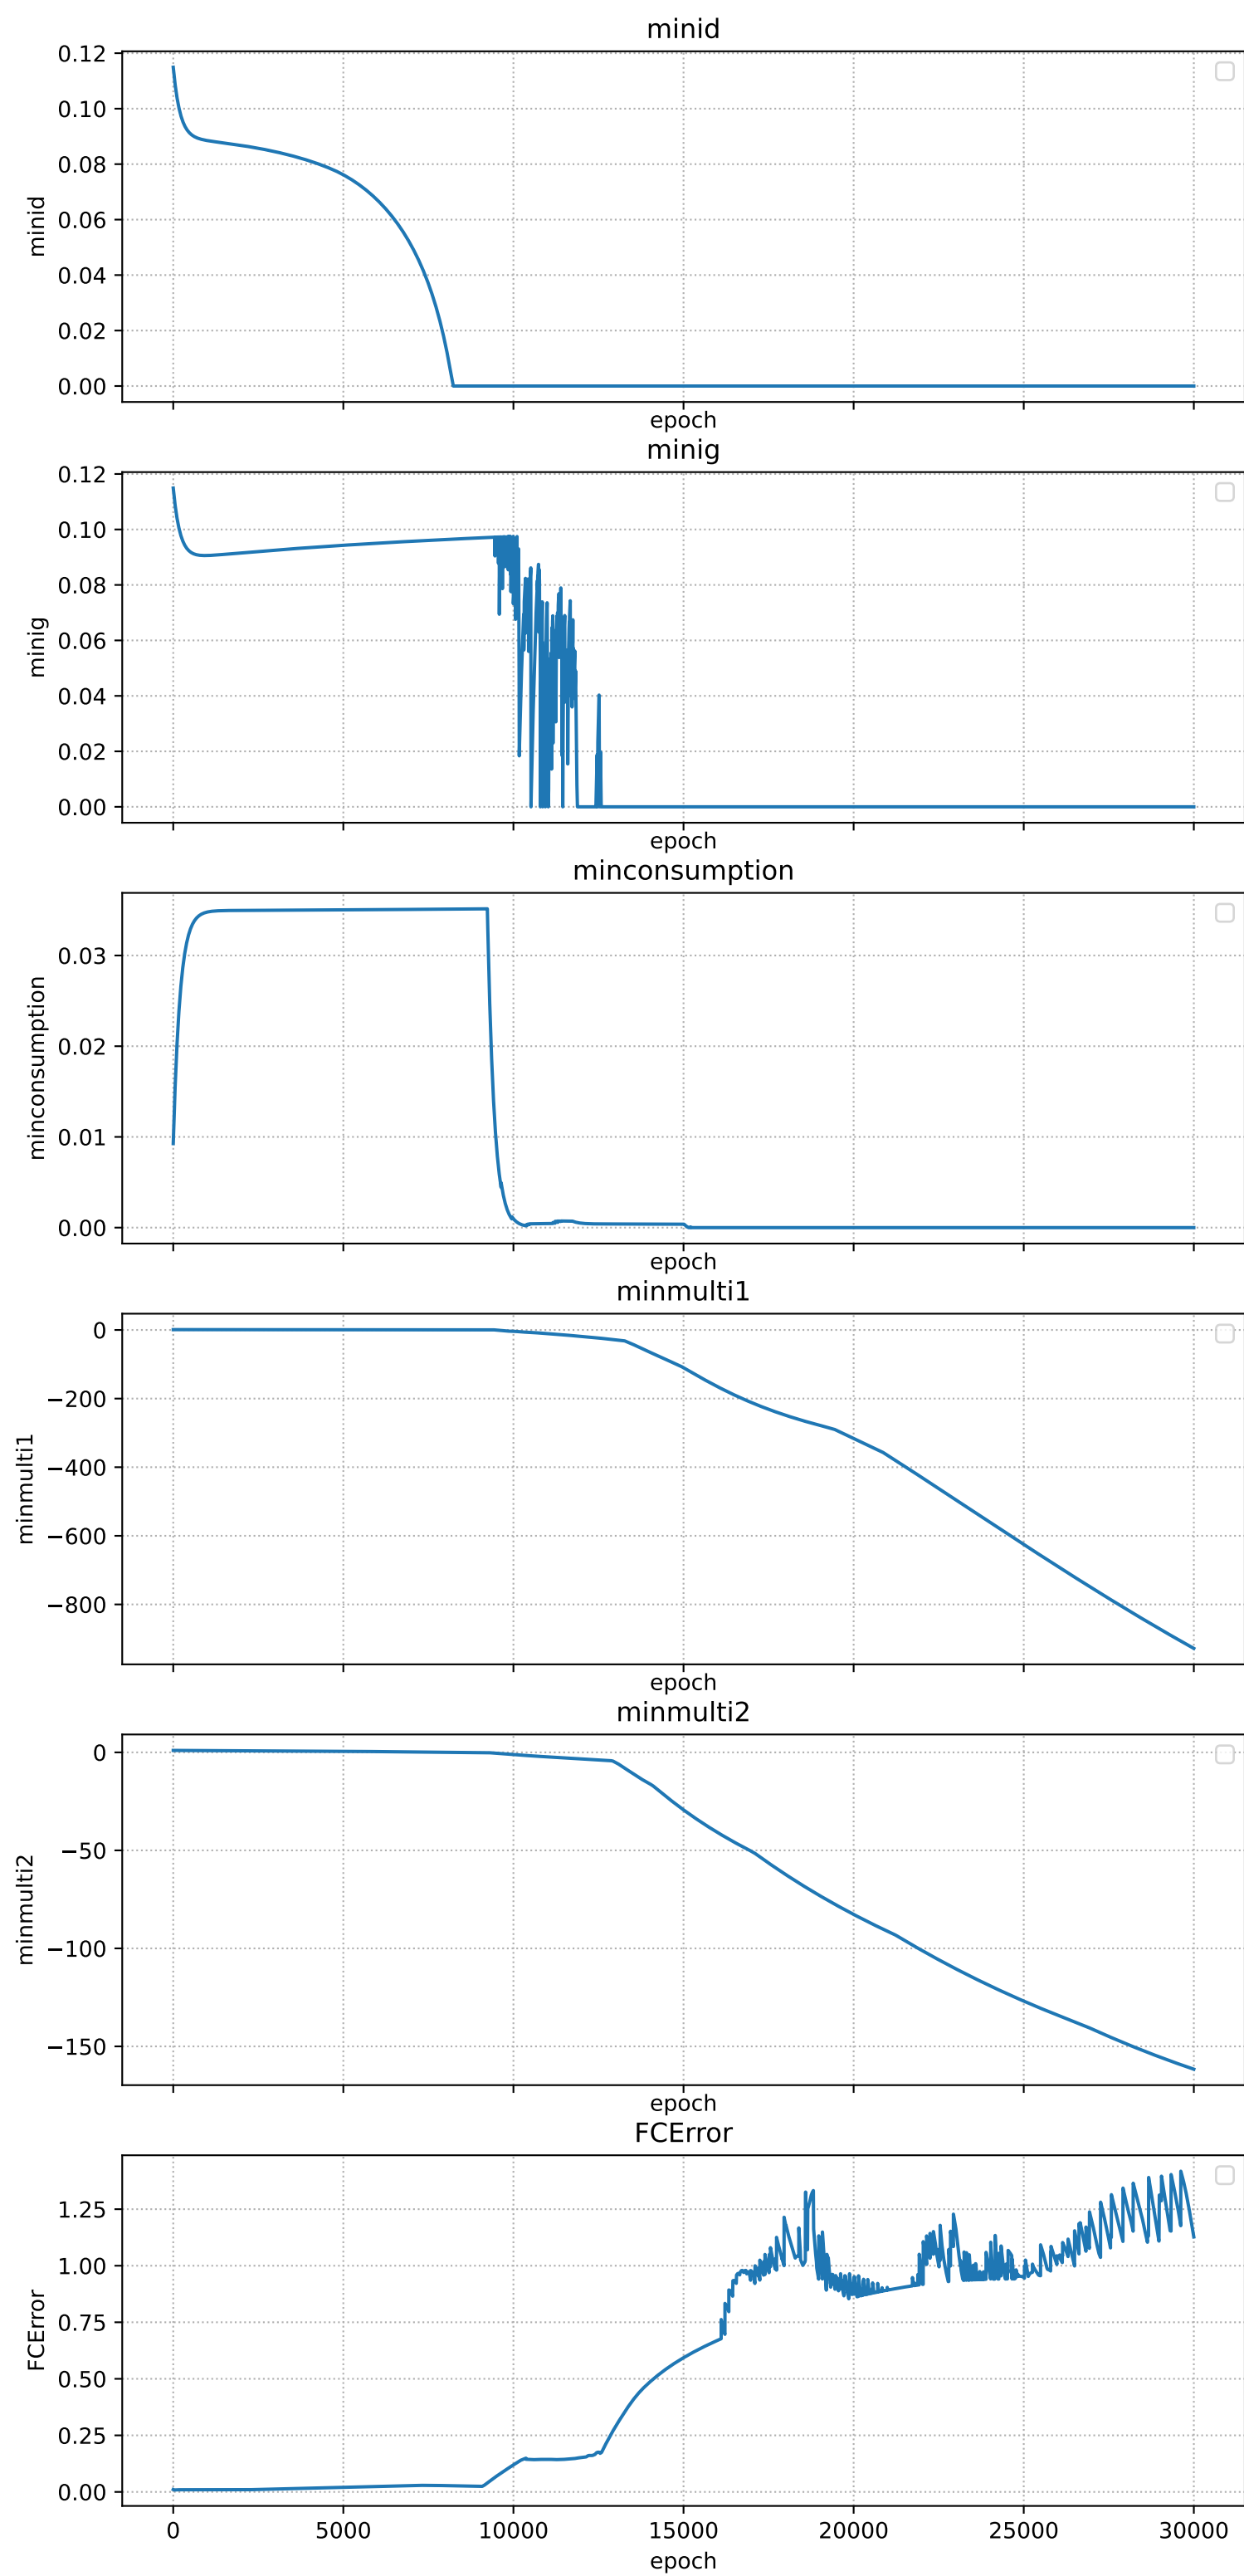 minid
0.12
0.10
0.08
0.06
0.04
0.02
0.00
minid
epoch
minig
0.12
0.10
0.08
0.06
0.04
0.02
0.00
minig
epoch
minconsumption
0.03
0.02
0.01
0.00
minconsumption
epoch
minmulti1
0
−200
−400
−600
−800
minmulti1
epoch
minmulti2
0
−50
−100
−150
minmulti2
epoch
FCError
1.25
1.00
0.75
0.50
0.25
0.00
FCError
0 5000 10000 15000 20000 25000 30000
epoch